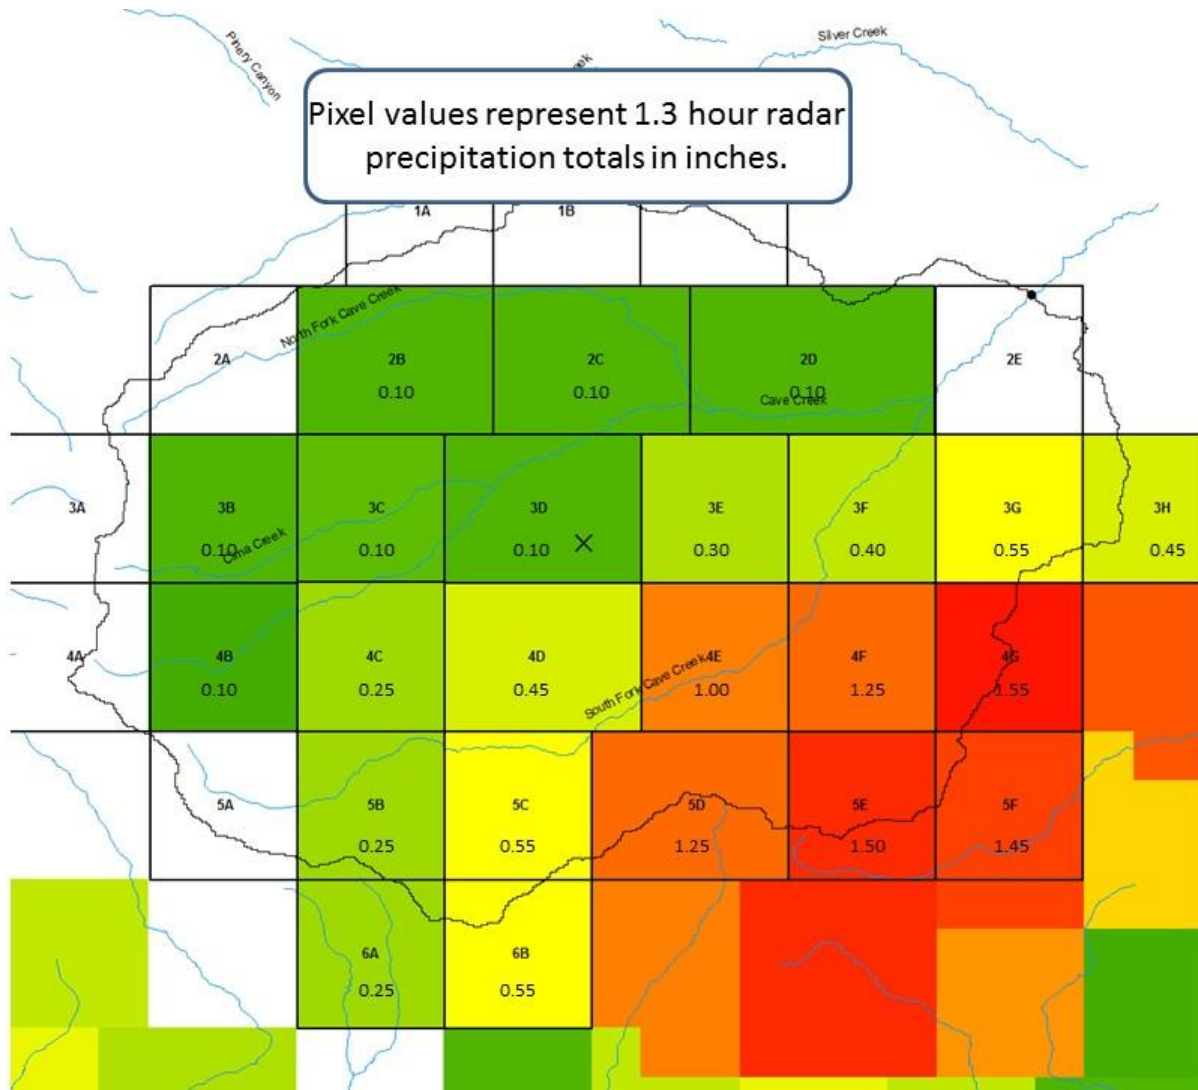 Pinery Canyon
Silver Creek
Pixel values represent 1.3 hour radar
precipitation totals in inches.
1A
1B
North Fork Cave Creek
2A
2B
2C
2D
2E
0.10
0.10
0.10
Cave Creek
3A
3B
3C
3D
3E
3F
3G
3H
0.10
0.10
0.10
0.30
0.40
0.55
0.45
Cima Creek
4A
4B
4C
4D
4E
4F
4G
0.10
0.25
0.45
1.00
1.25
1.55
South Fork Cave Creek
5A
5B
5C
5D
5E
5F
0.25
0.55
1.25
1.50
1.45
6A
6B
0.25
0.55